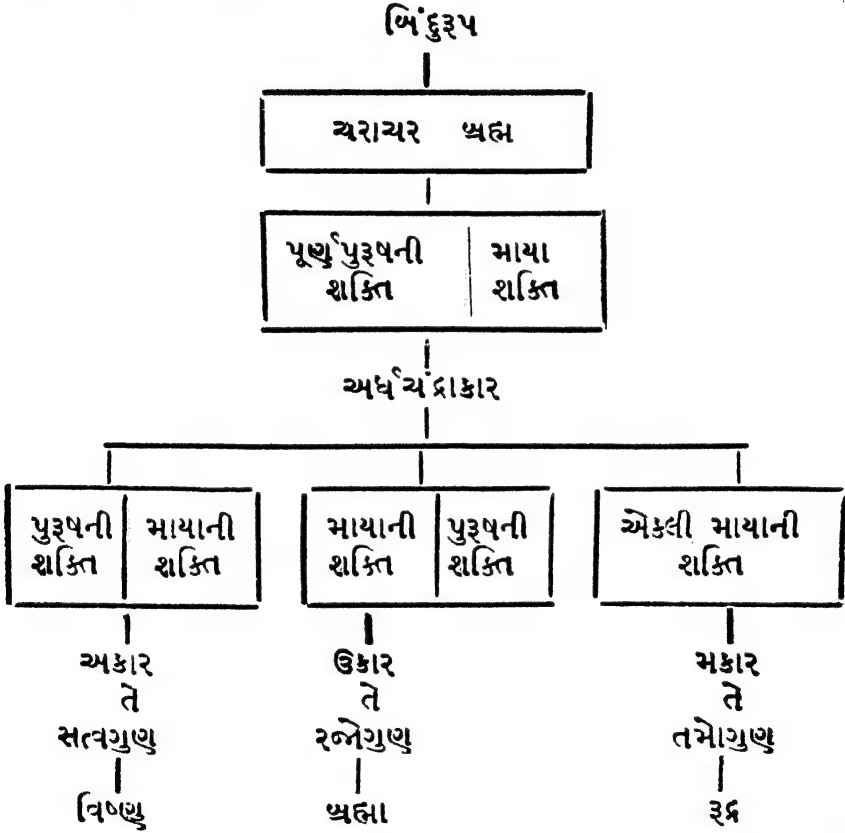 બિંદુરૂપ
ચરાચર બ્રહ્મ
પૂર્ણપુરૂષની
શક્તિ
માયા
શક્તિ
અર્ધચંદ્રાકાર
પુરૂષની
શક્તિ
માયાની
શક્તિ
માયાની
શક્તિ
પુરૂષની
શક્તિ
એકલી માયાની
શક્તિ
અકાર
તે
સત્વગુણ
વિષ્ણુ
ઉકાર
તે
રજોગુણ
બ્રહ્મા
મકાર
તે
તમોગુણ
રૂદ્ર